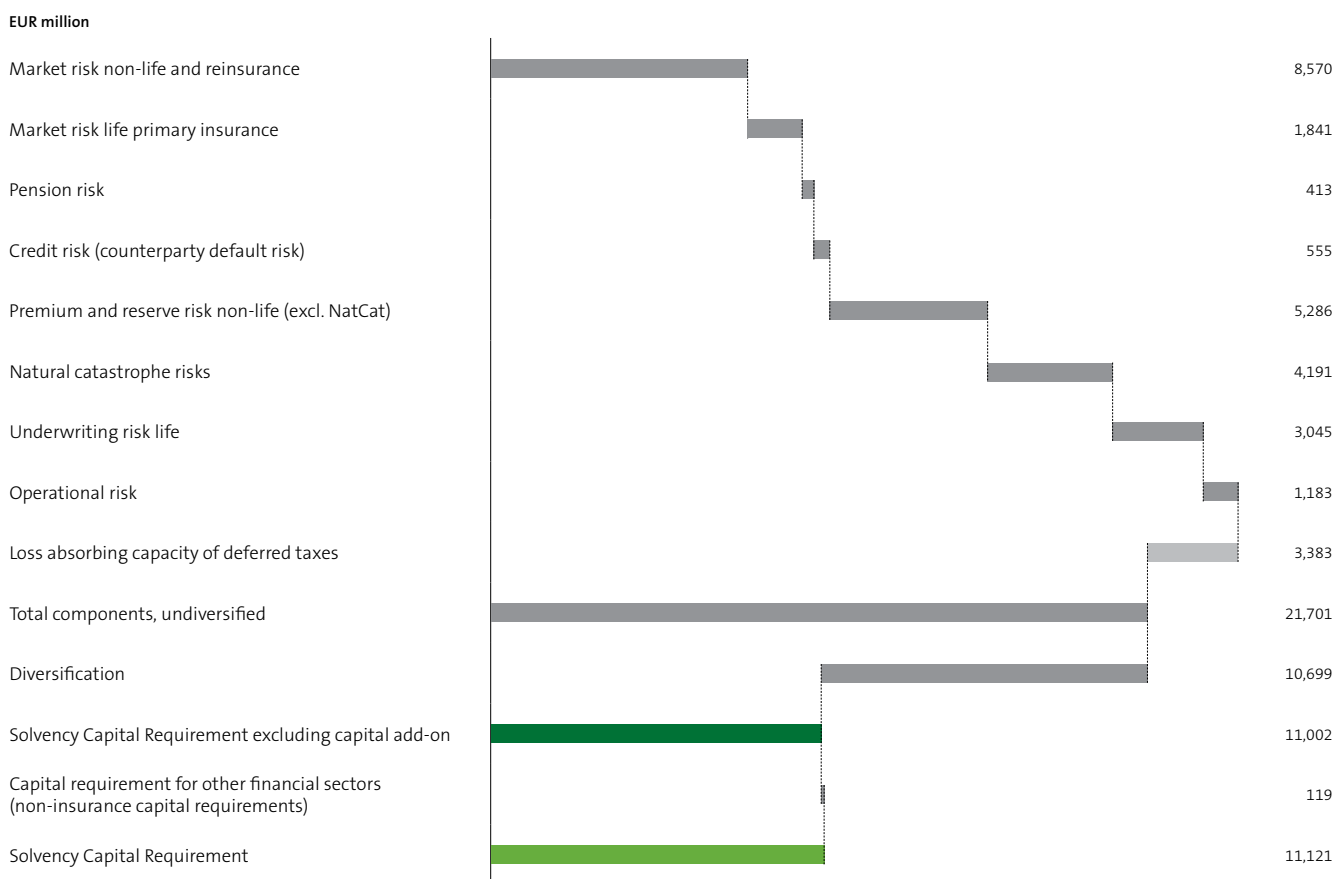 EUR million
Market risk non-life and reinsurance 8,570
Market risk life primary insurance 1,841
Pension risk 413
Credit risk (counterparty default risk) 555
Premium and reserve risk non-life (excl. NatCat) 5,286
Natural catastrophe risks 4,191
Underwriting risk life 3,045
Operational risk 1,183
Loss absorbing capacity of deferred taxes 3,383
Total components, undiversified 21,701
Diversification 10,699
Solvency Capital Requirement excluding capital add-on 11,002
Capital requirement for other financial sectors
(non-insurance capital requirements) 119
Solvency Capital Requirement 11,121